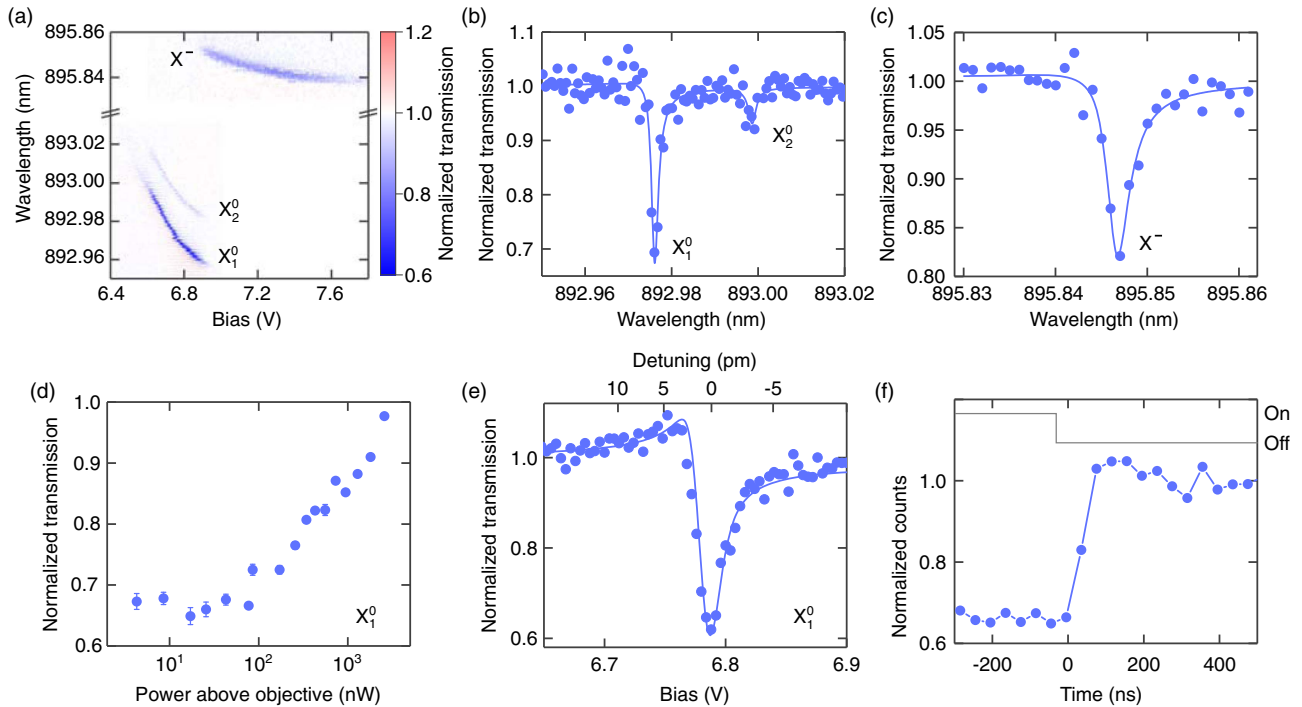 (a)
895.86
895.84
893.02
893.00
892.98
892.96
6.4 6.8 7.2 7.6
Wavelength (nm)
Bias (V)
X⁻
X₂⁰
X₁⁰
1.2
1.0
0.8
0.6
Normalized transmission
(b)
1.1
1.0
0.9
0.8
0.7
892.96 892.98 893.00 893.02
Normalized transmission
Wavelength (nm)
X₂⁰
X₁⁰
(c)
1.05
1.00
0.95
0.90
0.85
0.80
895.83 895.84 895.85 895.86
Normalized transmission
Wavelength (nm)
X⁻
(d)
1.0
0.9
0.8
0.7
0.6
10¹ 10² 10³
Normalized transmission
Power above objective (nW)
X₁⁰
(e)
Detuning (pm)
10 5 0 -5
1.0
0.8
0.6
6.7 6.8 6.9
Normalized transmission
Bias (V)
X₁⁰
(f)
On
Off
1.0
0.8
0.6
-200 0 200 400
Normalized counts
Time (ns)